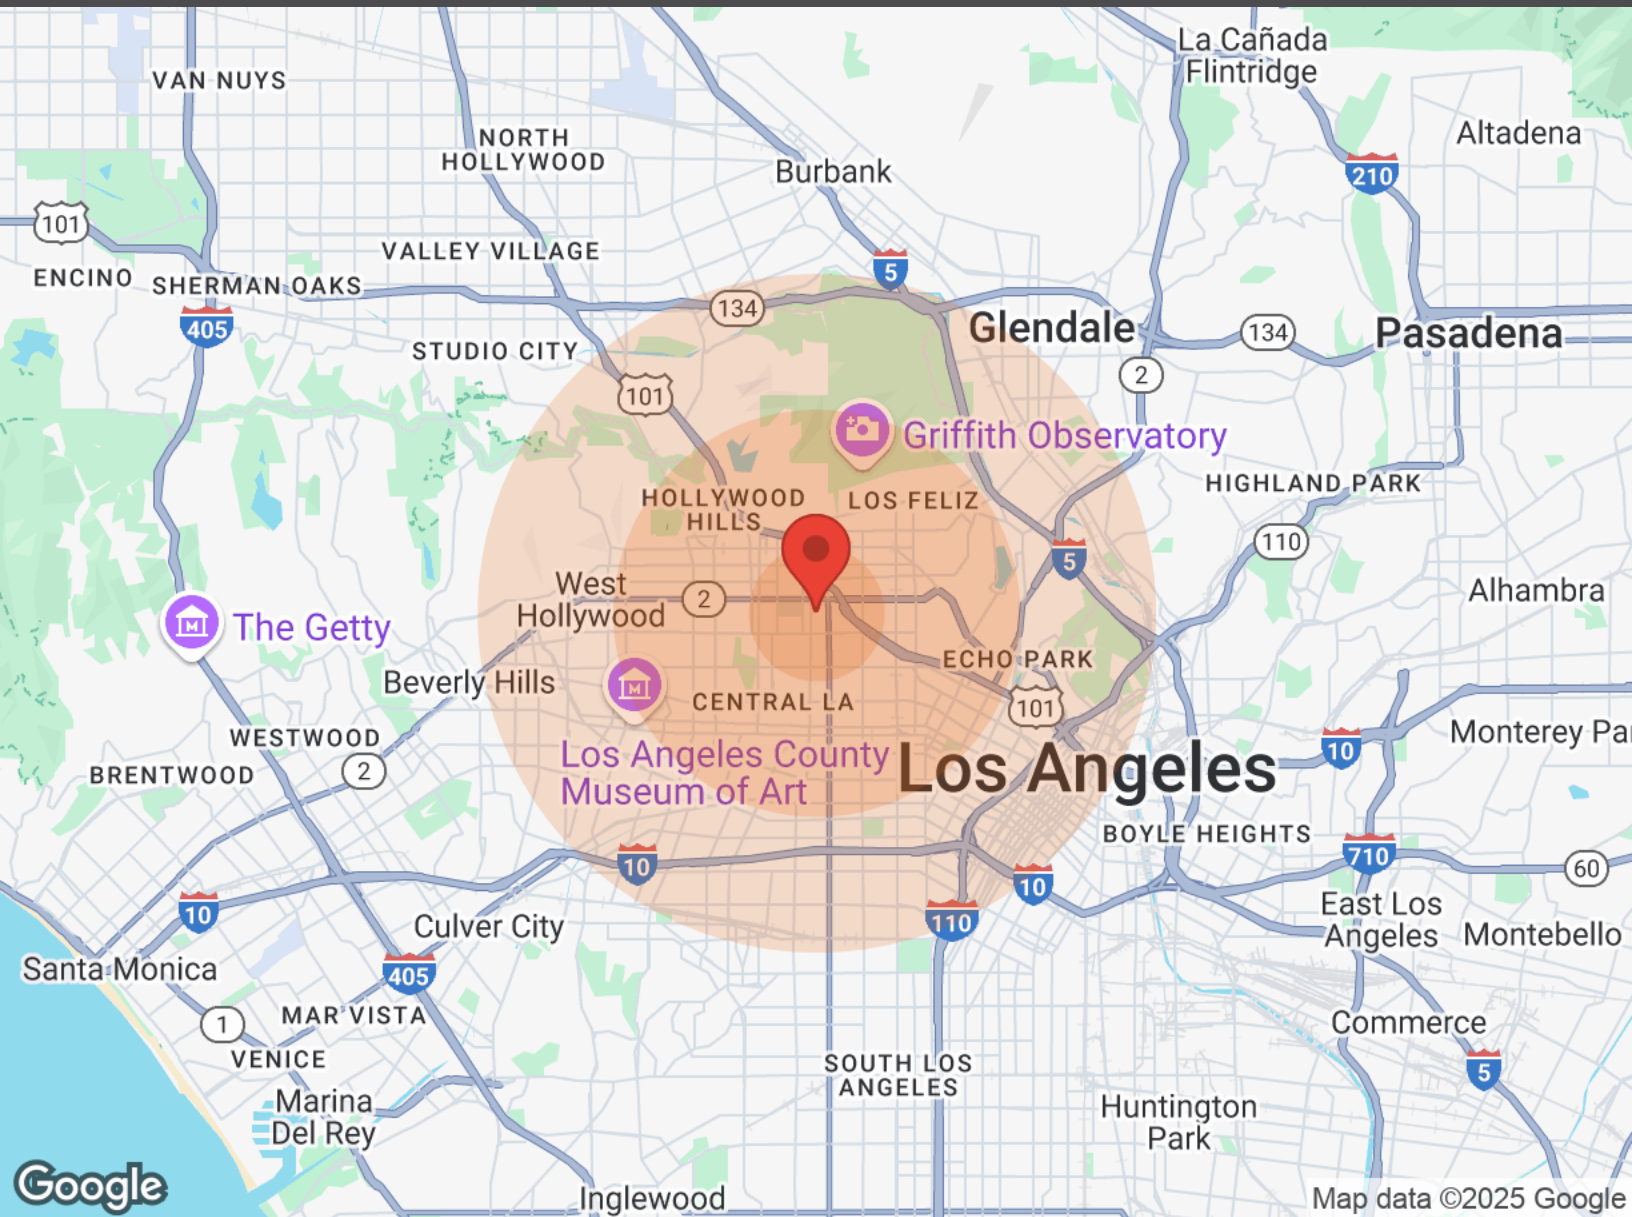 La Cañada
Flintridge
VAN NUYS
NORTH
HOLLYWOOD
Altadena
Burbank
210
101
VALLEY VILLAGE
ENCINO
SHERMAN OAKS
5
134
405
Glendale
134
Pasadena
STUDIO CITY
2
101
Griffith Observatory
HIGHLAND PARK
HOLLYWOOD
HILLS
LOS FELIZ
110
5
West
Hollywood
2
Alhambra
The Getty
ECHO PARK
Beverly Hills
CENTRAL LA
101
WESTWOOD
Monterey Par
10
Los Angeles County
Museum of Art
Los Angeles
BRENTWOOD
2
BOYLE HEIGHTS
710
10
60
10
10
110
East Los
Angeles
Culver City
Montebello
Santa Monica
405
MAR VISTA
1
Commerce
VENICE
SOUTH LOS
ANGELES
5
Marina
Del Rey
Huntington
Park
Google
Inglewood
Map data ©2025 Google